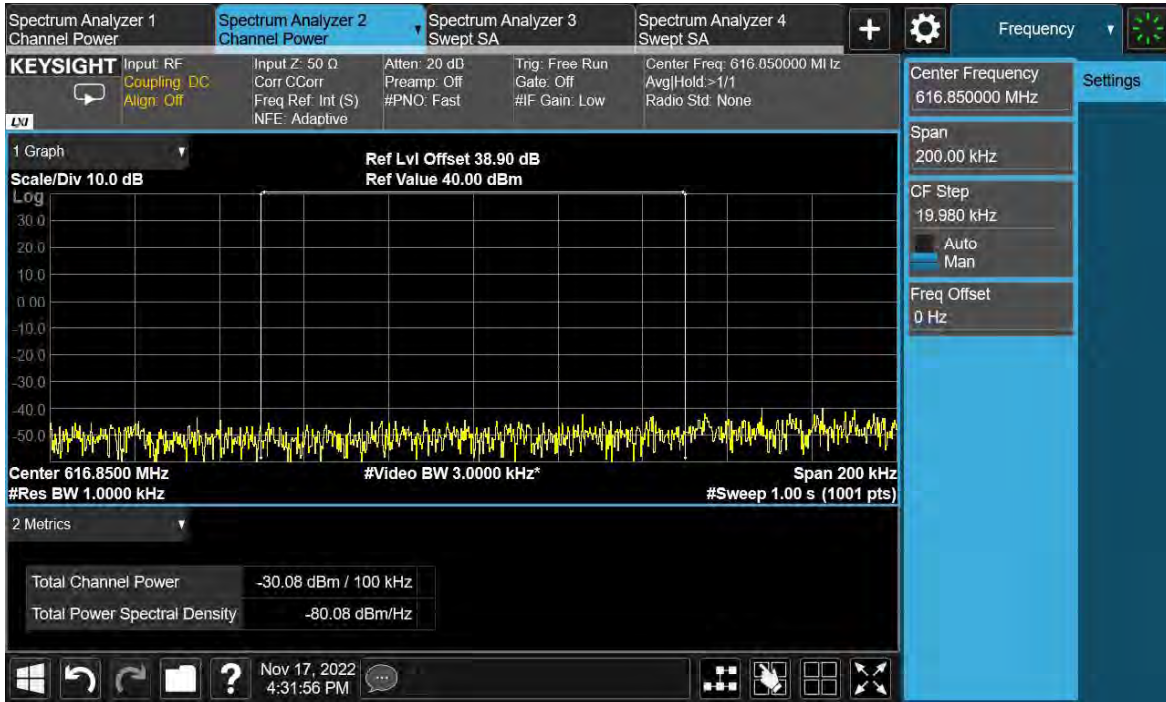 Spectrum Analyzer 1
Channel Power
Spectrum Analyzer 2
Channel Power
Spectrum Analyzer 3
Swept SA
Spectrum Analyzer 4
Swept SA
+
Frequency
KEYSIGHT
LXI
Input: RF
Coupling: DC
Align: Off
Input Z: 50 Ω
Corr CCorr
Freq Ref: Int (S)
NFE: Adaptive
Atten: 20 dB
Preamp: Off
#PNO: Fast
Trig: Free Run
Gate: Off
#IF Gain: Low
Center Freq: 616.850000 MHz
Avg|Hold:>1/1
Radio Std: None
Center Frequency
616.850000 MHz
Settings
Span
200.00 kHz
CF Step
19.980 kHz
Auto
Man
Freq Offset
0 Hz
1 Graph
Scale/Div 10.0 dB
Ref Lvl Offset 38.90 dB
Ref Value 40.00 dBm
Log
30.0
20.0
10.0
0.00
-10.0
-20.0
-30.0
-40.0
-50.0
Center 616.8500 MHz
#Video BW 3.0000 kHz*
Span 200 kHz
#Res BW 1.0000 kHz
#Sweep 1.00 s (1001 pts)
2 Metrics
Total Channel Power -30.08 dBm / 100 kHz
Total Power Spectral Density -80.08 dBm/Hz
?
Nov 17, 2022
4:31:56 PM